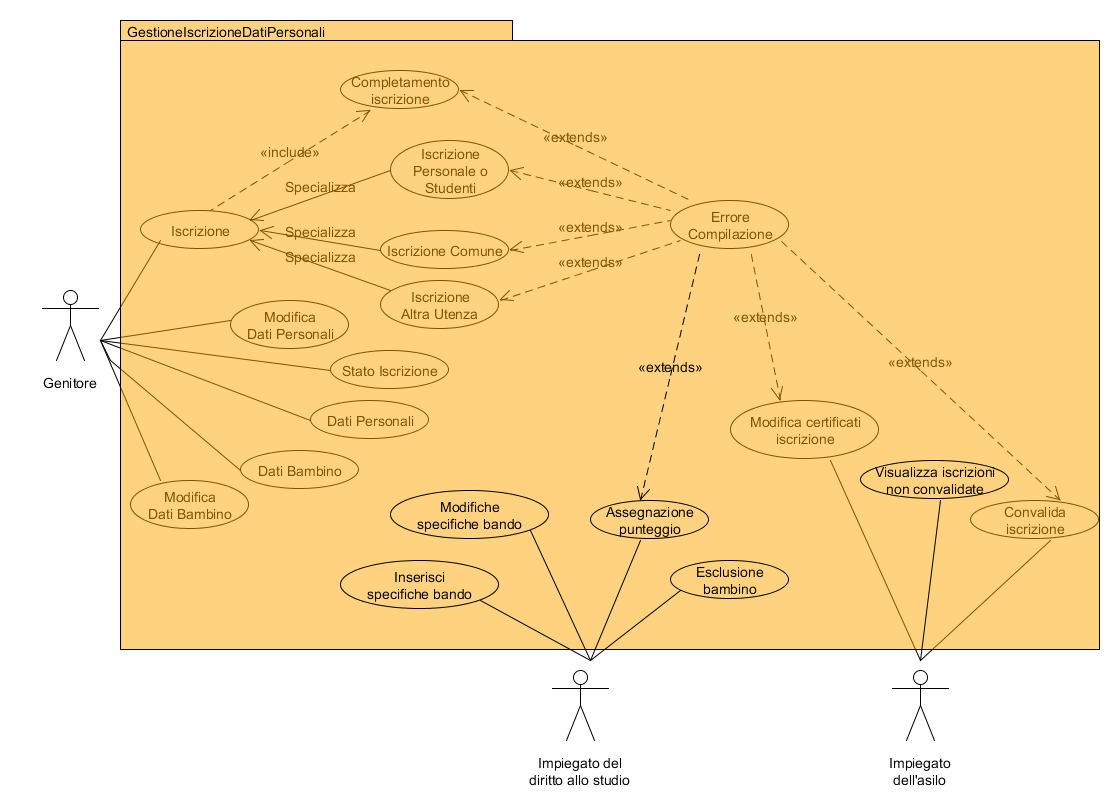 GestioneIscrizioneDatiPersonali
Completamento
iscrizione
«extends»
«include»
Iscrizione
Personale o
Studenti
Specializza
«extends»
Errore
Compilazione
Iscrizione
Specializza
«extends»
Iscrizione Comune
Specializza
«extends»
Iscrizione
Altra Utenza
Modifica
Dati Personali
«extends»
Genitore
Stato Iscrizione
«extends»
«extends»
Dati Personali
Modifica certificati
iscrizione
Dati Bambino
Visualizza iscrizioni
non convalidate
Modifica
Dati Bambino
Modifiche
specifiche bando
Assegnazione
punteggio
Convalida
iscrizione
Inserisci
specifiche bando
Esclusione
bambino
Impiegato del
diritto allo studio
Impiegato
dell'asilo